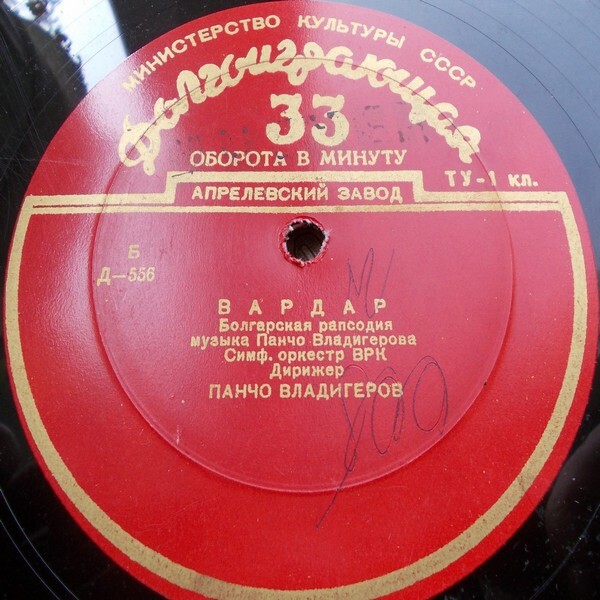 МИНИСТЕРСТВО КУЛЬТУРЫ СССР
Долгоиграющая
33
ОБОРОТА В МИНУТУ
ТУ-1 кл.
АПРЕЛЕВСКИЙ ЗАВОД
Б
Д—556
ВАРДАР
Болгарская рапсодия
музыка Панчо Владигерова
Симф. оркестр ВРК
Дирижер
ПАНЧО ВЛАДИГЕРОВ